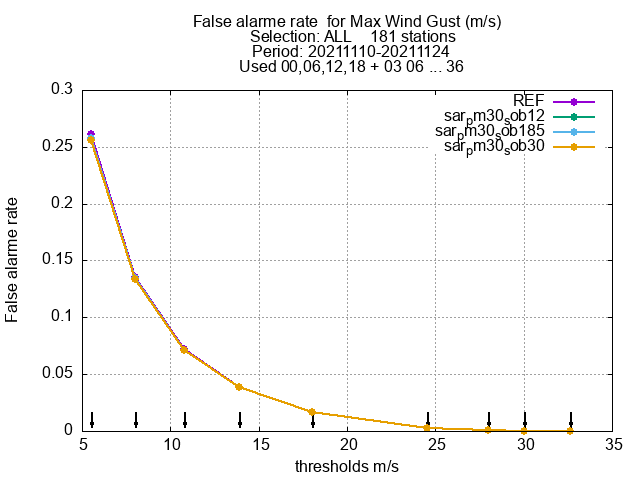 False alarme rate  for Max Wind Gust (m/s)
Selection: ALL    181 stations
Period: 20211110-20211124
Used 00,06,12,18 + 03 06 ... 36
REF
sar_pm30_sob12
sar_pm30_sob185
sar_pm30_sob30
0.3
0.25
0.2
0.15
0.1
0.05
0
False alarme rate
5 10 15 20 25 30 35
thresholds m/s